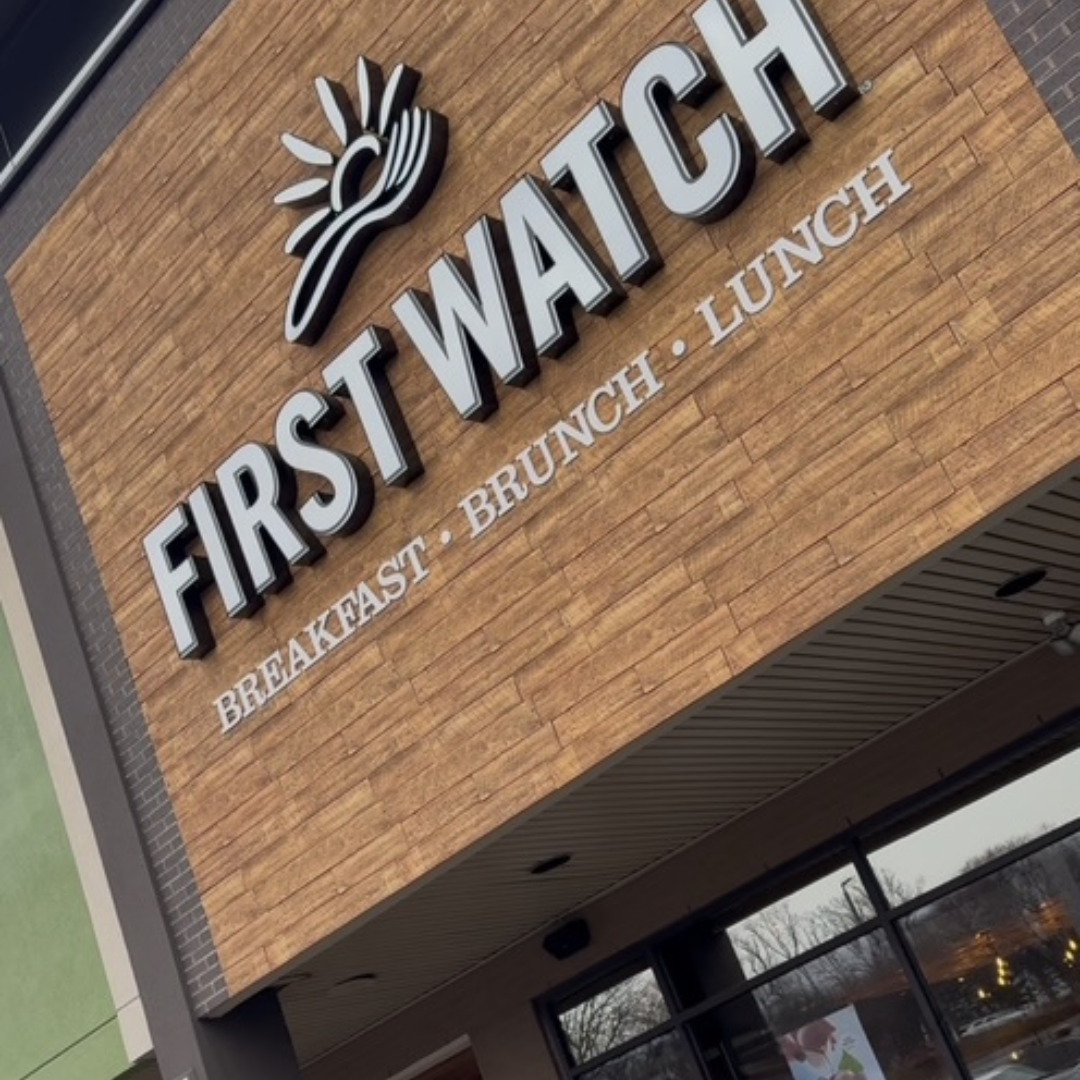 FIRST WATCH
BREAKFAST • BRUNCH • LUNCH